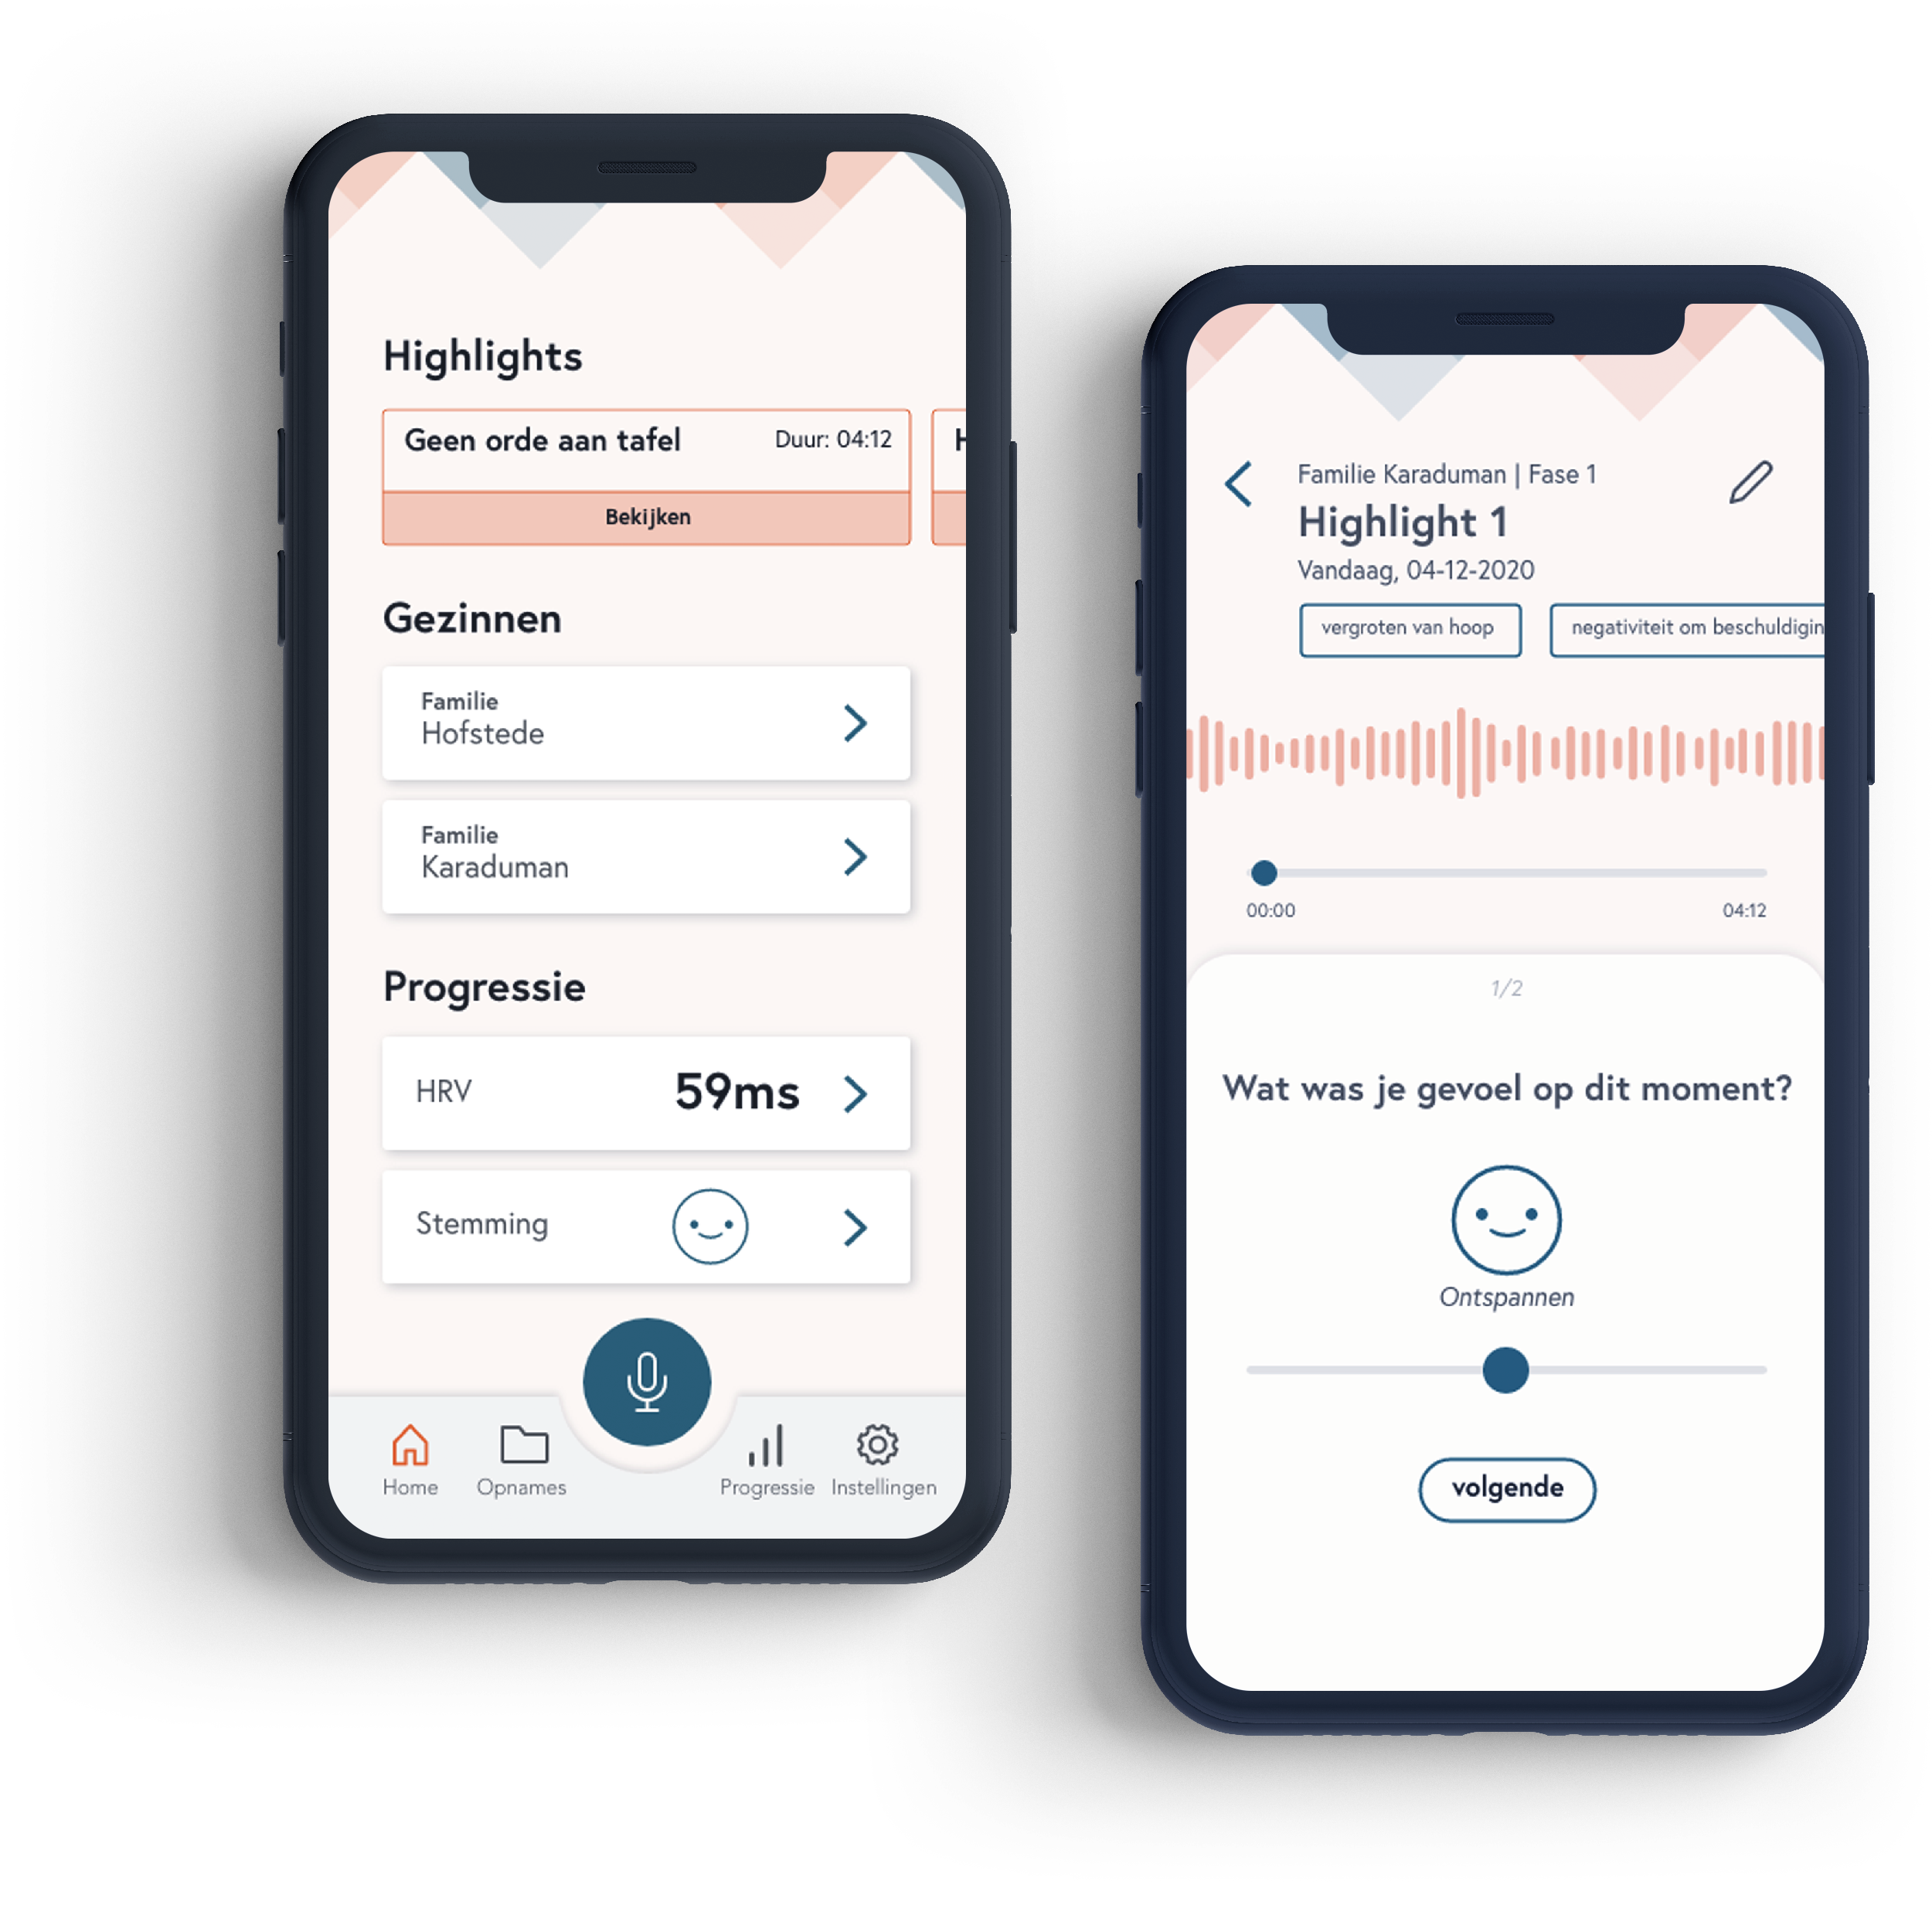 Highlights
Geen orde aan tafel
Duur: 04:12
Bekijken
H
Gezinnen
Familie
Hofstede
Familie
Karaduman
Progressie
HRV
59ms
Stemming
Home
Opnames
Progressie
Instellingen
Familie Karaduman | Fase 1
Highlight 1
Vandaag, 04-12-2020
vergroten van hoop
negativiteit om beschuldigin
00:00
04:12
1/2
Wat was je gevoel op dit moment?
Ontspannen
volgende